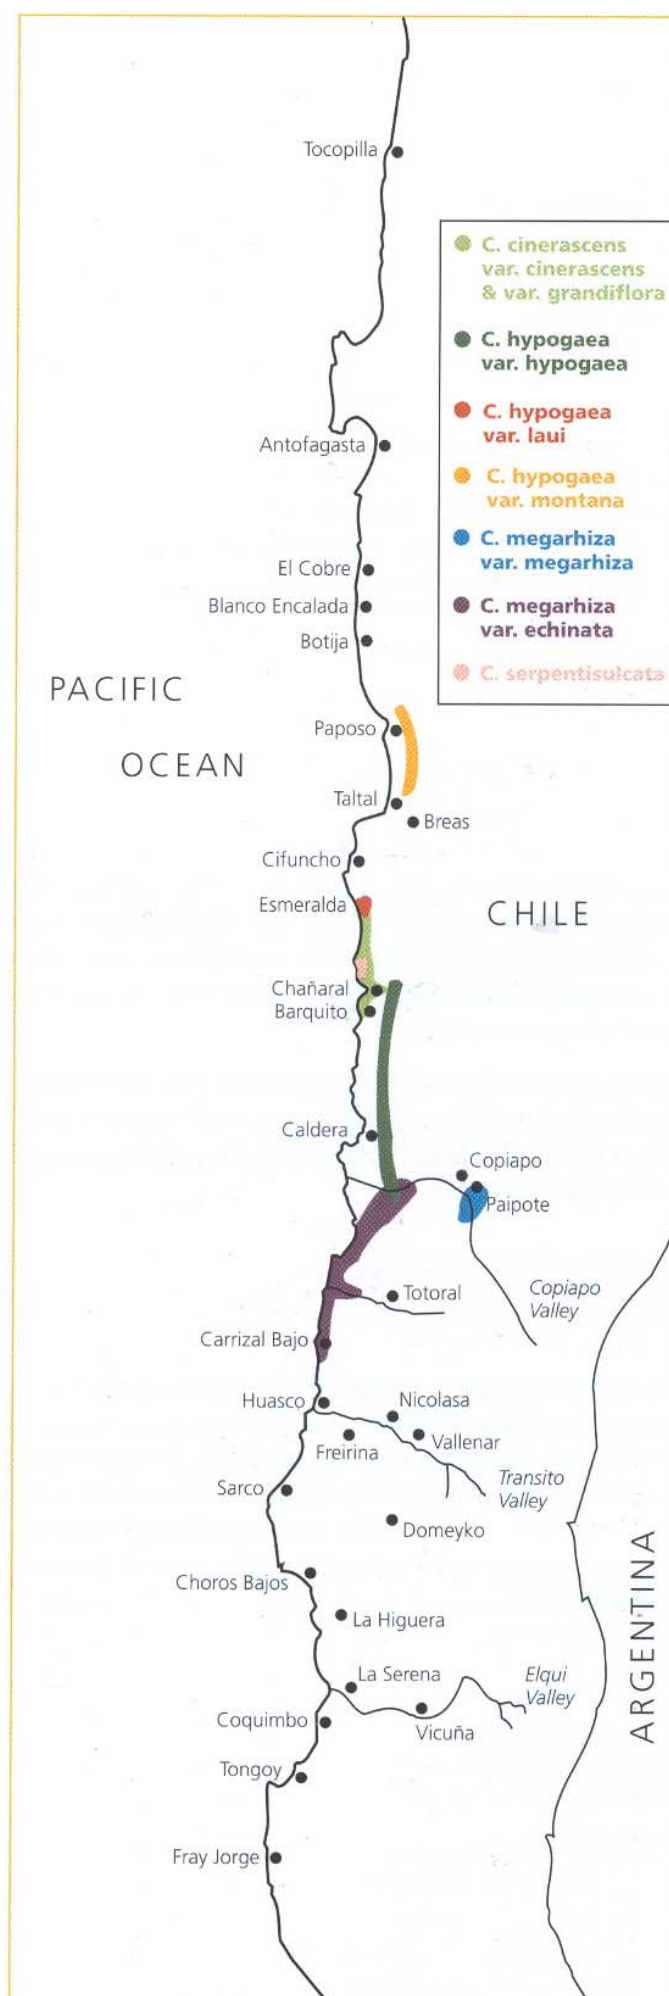 Tocopilla
C. cinerascens
var. cinerascens
& var. grandiflora
C. hypogaea
var. hypogaea
C. hypogaea
var. laui
C. hypogaea
var. montana
C. megarhiza
var. megarhiza
C. megarhiza
var. echinata
C. serpentisulcata
Antofagasta
El Cobre
Blanco Encalada
Botija
PACIFIC
OCEAN
Paposo
Taltal
Breas
Cifuncho
Esmeralda
CHILE
Chañaral
Barquito
Caldera
Copiapo
Paipote
Copiapo
Valley
Totoral
Carrizal Bajo
Huasco
Nicolasa
Freirina
Vallenar
Transito
Valley
Sarco
Domeyko
ARGENTINA
Choros Bajos
La Higuera
La Serena
Elqui
Valley
Coquimbo
Vicuña
Tongoy
Fray Jorge